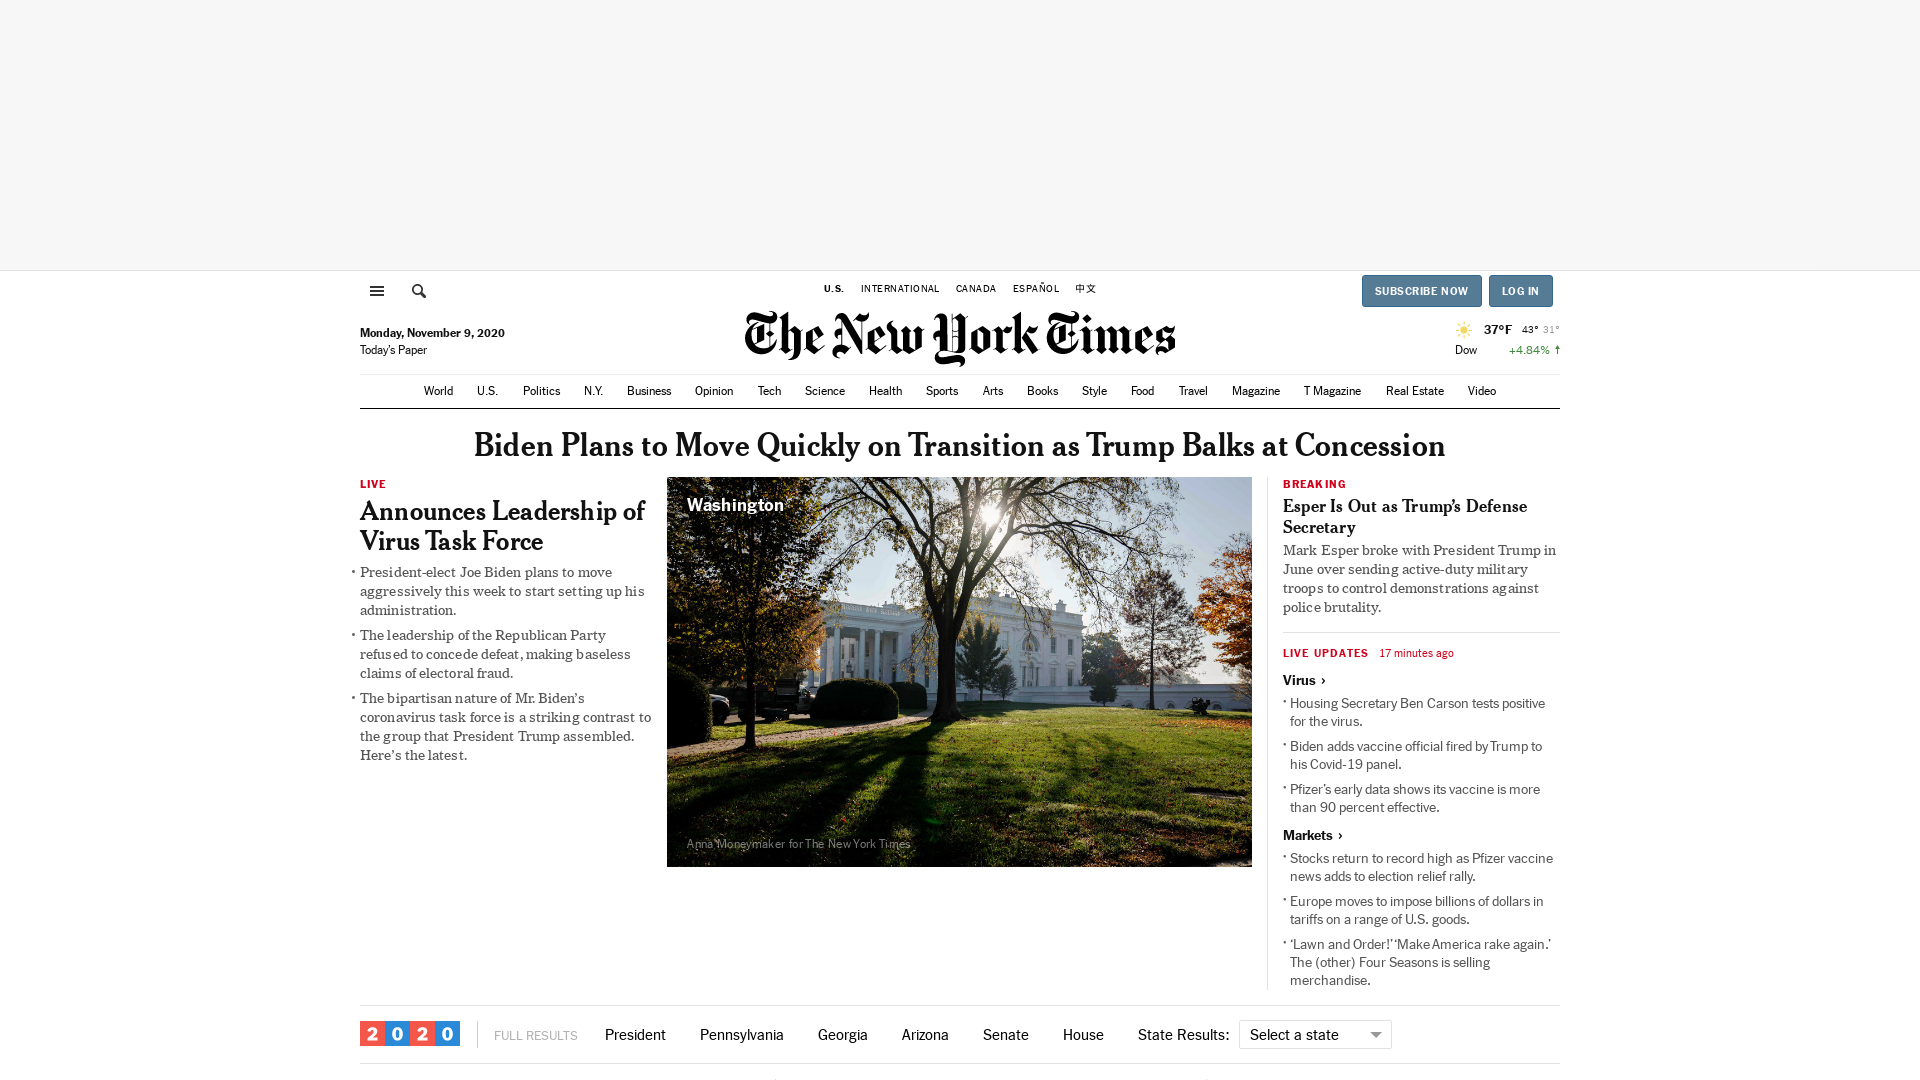 U.S. INTERNATIONAL CANADA ESPAÑOL 中文
SUBSCRIBE NOW LOG IN
The New York Times
Monday, November 9, 2020
Today's Paper
37°F 43° 31°
Dow +4.84% ↑
World U.S. Politics N.Y. Business Opinion Tech Science Health Sports Arts Books Style Food Travel Magazine T Magazine Real Estate Video
Biden Plans to Move Quickly on Transition as Trump Balks at Concession
LIVE
Announces Leadership of
Virus Task Force
• President-elect Joe Biden plans to move
aggressively this week to start setting up his
administration.
• The leadership of the Republican Party
refused to concede defeat, making baseless
claims of electoral fraud.
• The bipartisan nature of Mr. Biden's
coronavirus task force is a striking contrast to
the group that President Trump assembled.
Here's the latest.
Washington
Anna Moneymaker for The New York Times
BREAKING
Esper Is Out as Trump's Defense
Secretary
Mark Esper broke with President Trump in
June over sending active-duty military
troops to control demonstrations against
police brutality.
LIVE UPDATES 17 minutes ago
Virus ›
• Housing Secretary Ben Carson tests positive
for the virus.
• Biden adds vaccine official fired by Trump to
his Covid-19 panel.
• Pfizer's early data shows its vaccine is more
than 90 percent effective.
Markets ›
• Stocks return to record high as Pfizer vaccine
news adds to election relief rally.
• Europe moves to impose billions of dollars in
tariffs on a range of U.S. goods.
• ‘Lawn and Order!’ ‘Make America rake again.’
The (other) Four Seasons is selling
merchandise.
2020 FULL RESULTS President Pennsylvania Georgia Arizona Senate House State Results: Select a state